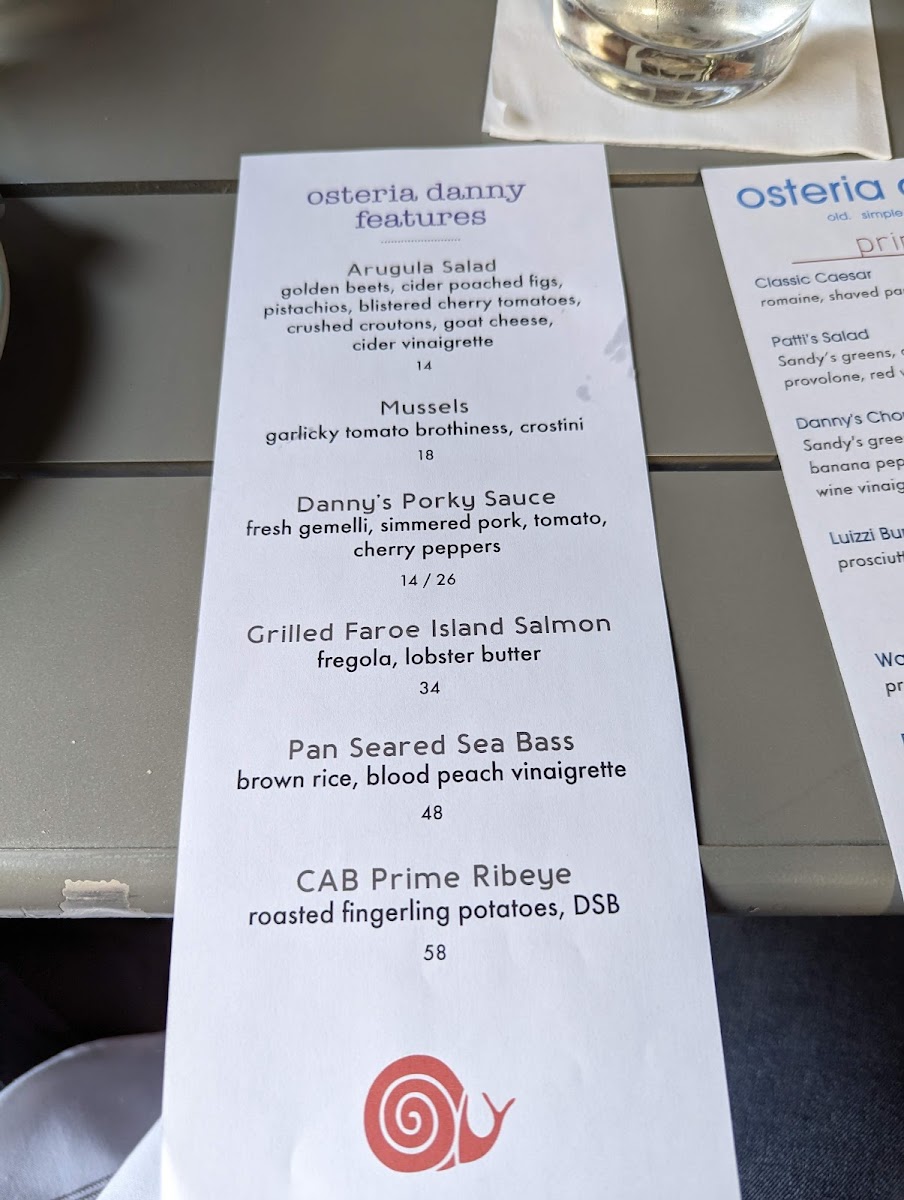 osteria danny
features
Arugula Salad
golden beets, cider poached figs,
pistachios, blistered cherry tomatoes,
crushed croutons, goat cheese,
cider vinaigrette
14
Mussels
garlicky tomato brothiness, crostini
18
Danny's Porky Sauce
fresh gemelli, simmered pork, tomato,
cherry peppers
14 / 26
Grilled Faroe Island Salmon
fregola, lobster butter
34
Pan Seared Sea Bass
brown rice, blood peach vinaigrette
48
CAB Prime Ribeye
roasted fingerling potatoes, DSB
58
osteria
old. simple
Classic Caesar
romaine, shaved
Patti's Salad
Sandy's greens,
provolone, red
Danny's
Sandy's
banana
wine
Luizzi